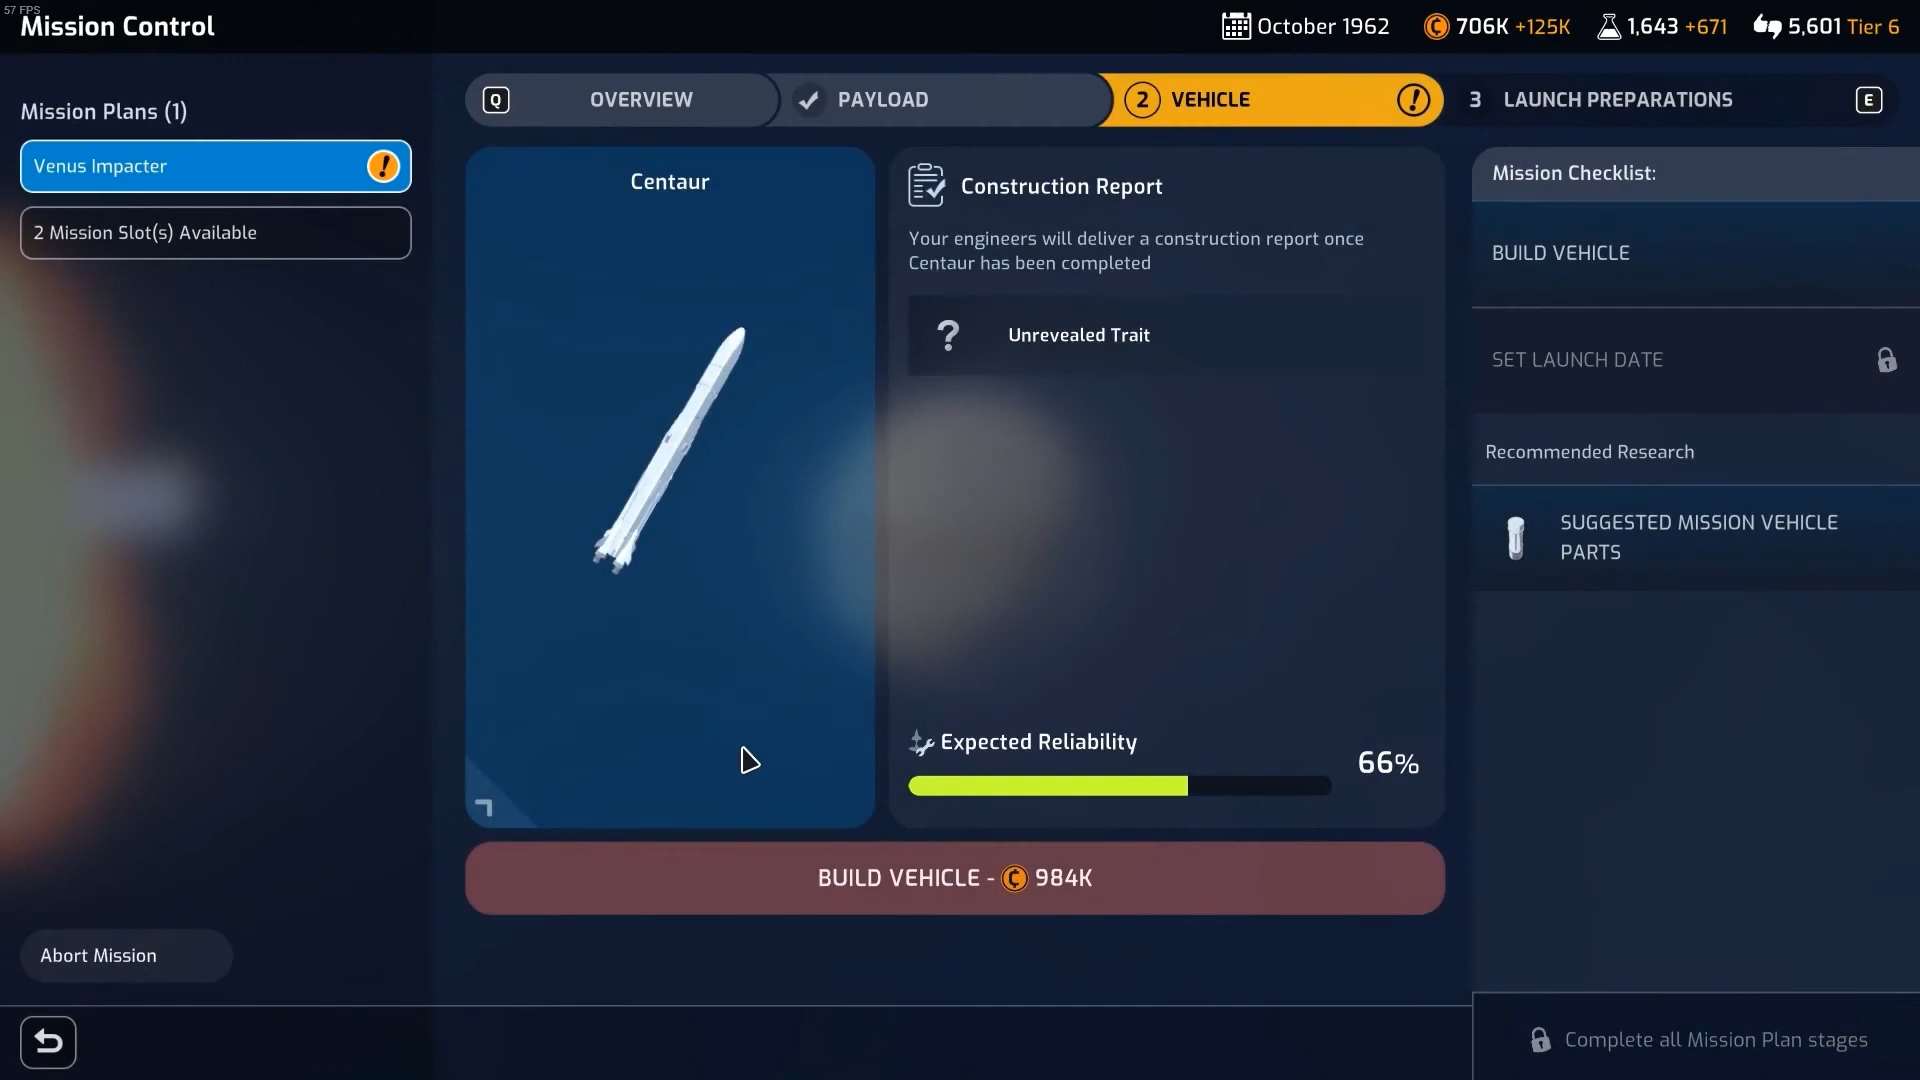 57 FPS
Mission Control
October 1962
706K +125K
1,643 +671
5,601 Tier 6
Mission Plans (1)
Venus Impacter
!
2 Mission Slot(s) Available
Q
OVERVIEW
PAYLOAD
2 VEHICLE
!
3 LAUNCH PREPARATIONS
E
Centaur
Construction Report
Your engineers will deliver a construction report once
Centaur has been completed
? Unrevealed Trait
Expected Reliability
66%
BUILD VEHICLE - 984K
Mission Checklist:
BUILD VEHICLE
SET LAUNCH DATE
Recommended Research
SUGGESTED MISSION VEHICLE
PARTS
Abort Mission
Complete all Mission Plan stages